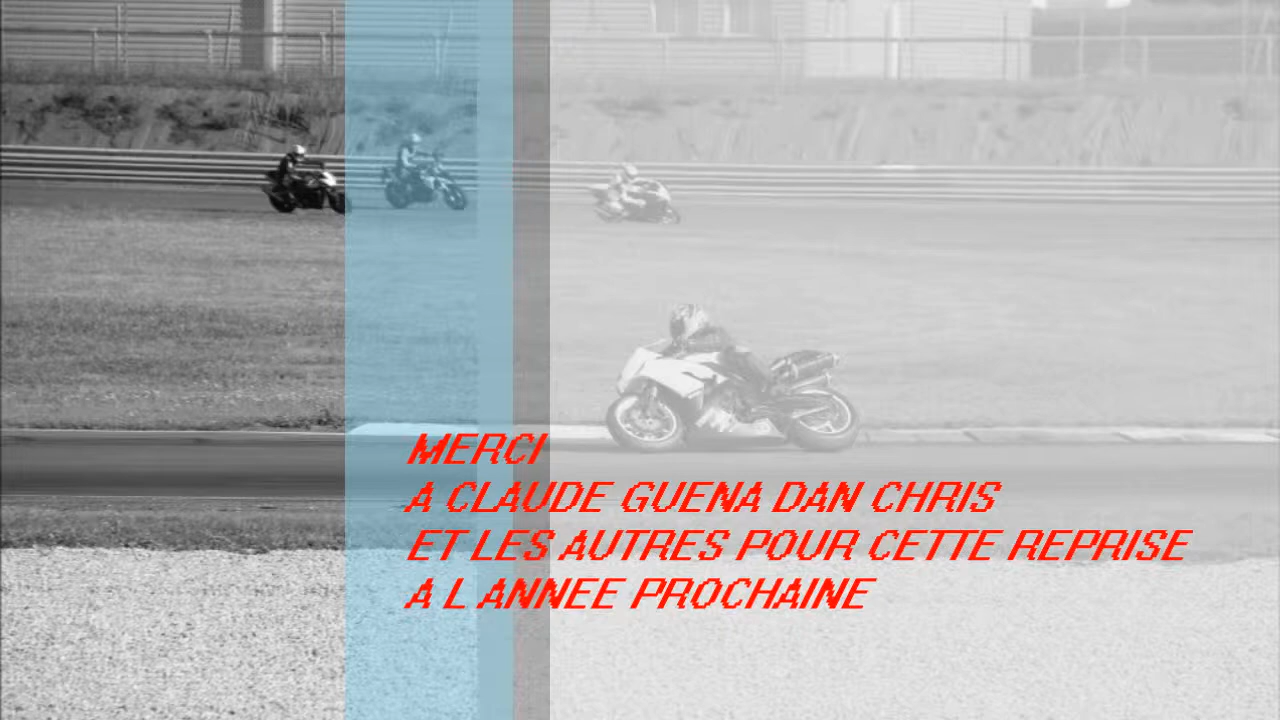 MERCI
A CLAUDE GUENA DAN CHRIS
ET LES AUTRES POUR CETTE REPRISE
A L ANNEE PROCHAINE